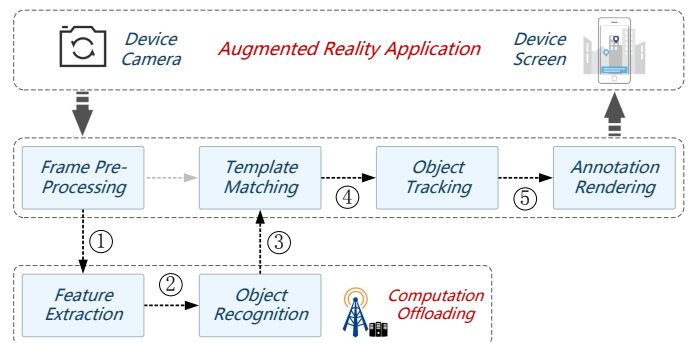 Device
Camera
Augmented Reality Application
Device
Screen
Frame Pre-
Processing
Template
Matching
④
Object
Tracking
⑤
Annotation
Rendering
①
③
Feature
Extraction
②
Object
Recognition
Computation
Offloading